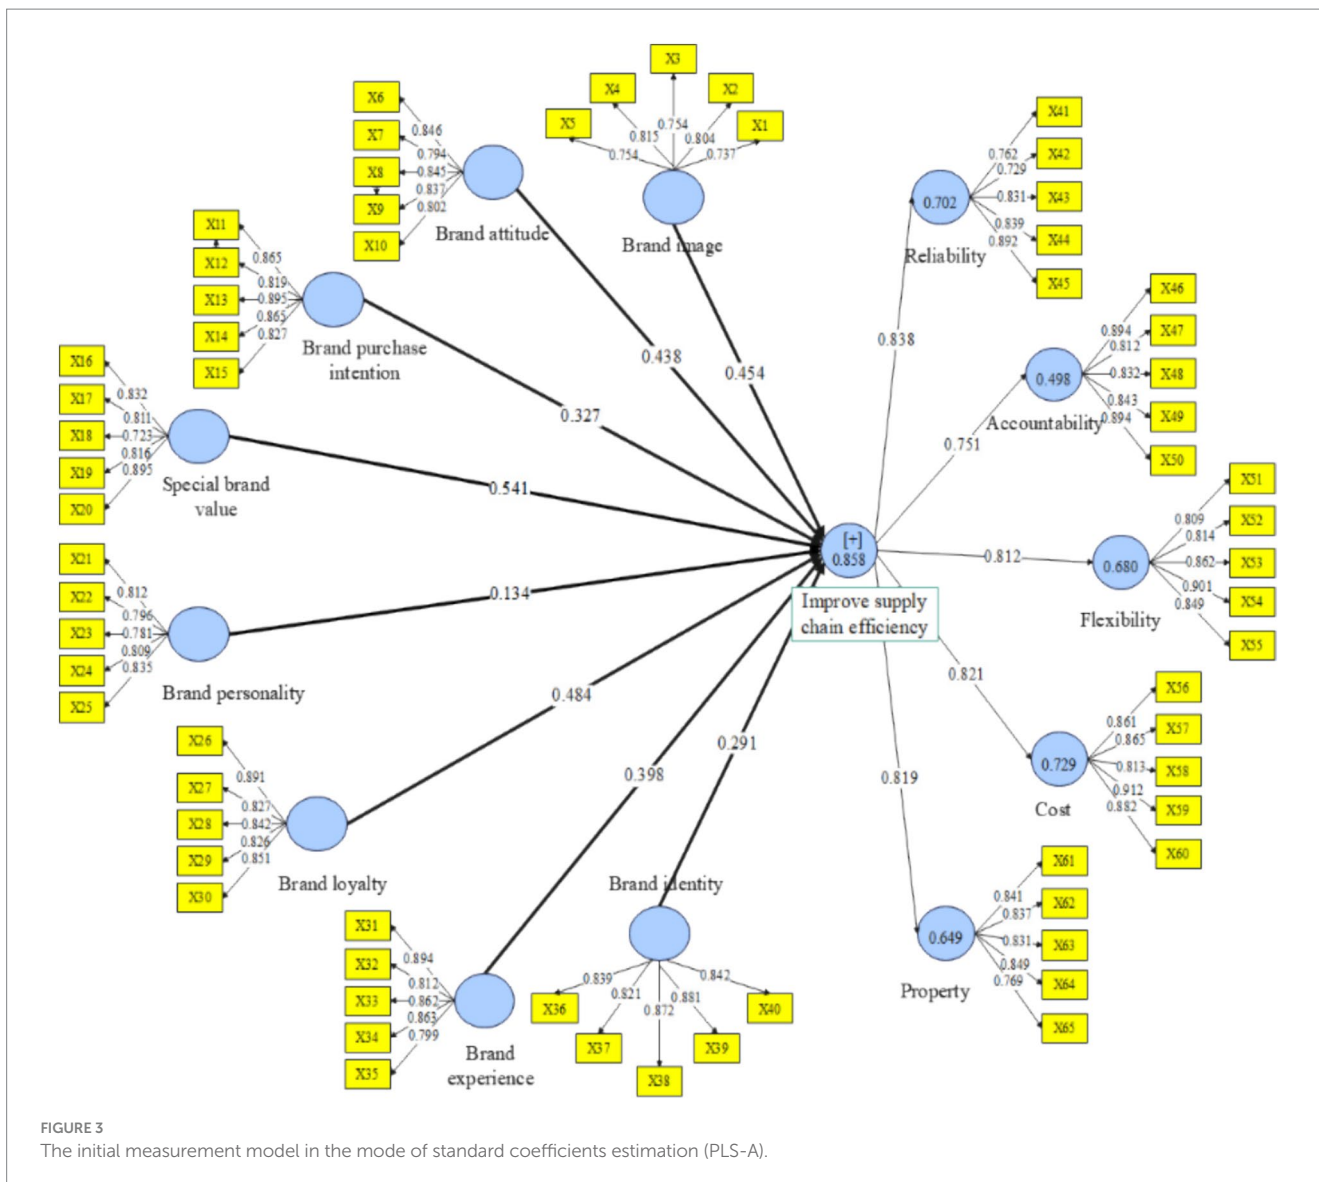 X3
X4
X2
X5
X1
0.754
0.815
0.754
0.804
0.737
Brand image
X6
X7
X8
X9
X10
0.846
0.794
0.845
0.837
0.802
Brand attitude
X11
X12
X13
X14
X15
0.865
0.819
0.895
0.865
0.827
Brand purchase
intention
X16
X17
X18
X19
X20
0.832
0.811
0.723
0.816
0.895
Special brand
value
X21
X22
X23
X24
X25
0.812
0.796
0.781
0.809
0.835
Brand personality
X26
X27
X28
X29
X30
0.891
0.827
0.842
0.826
0.851
Brand loyalty
X31
X32
X33
X34
X35
0.894
0.812
0.862
0.863
0.799
Brand
experience
Brand identity
0.839
0.821
0.872
0.881
0.842
X36
X37
X38
X39
X40
0.438
0.454
0.327
0.541
0.134
0.484
0.398
0.291
[+]
0.858
Improve supply
chain efficiency
0.838
0.751
0.812
0.821
0.819
0.702
Reliability
0.762
0.729
0.831
0.839
0.892
X41
X42
X43
X44
X45
0.498
Accountability
0.894
0.812
0.832
0.843
0.894
X46
X47
X48
X49
X50
0.680
Flexibility
0.809
0.814
0.862
0.901
0.849
X51
X52
X53
X54
X55
0.729
Cost
0.861
0.865
0.813
0.912
0.882
X56
X57
X58
X59
X60
0.649
Property
0.841
0.837
0.831
0.849
0.769
X61
X62
X63
X64
X65
FIGURE 3
The initial measurement model in the mode of standard coefficients estimation (PLS-A).